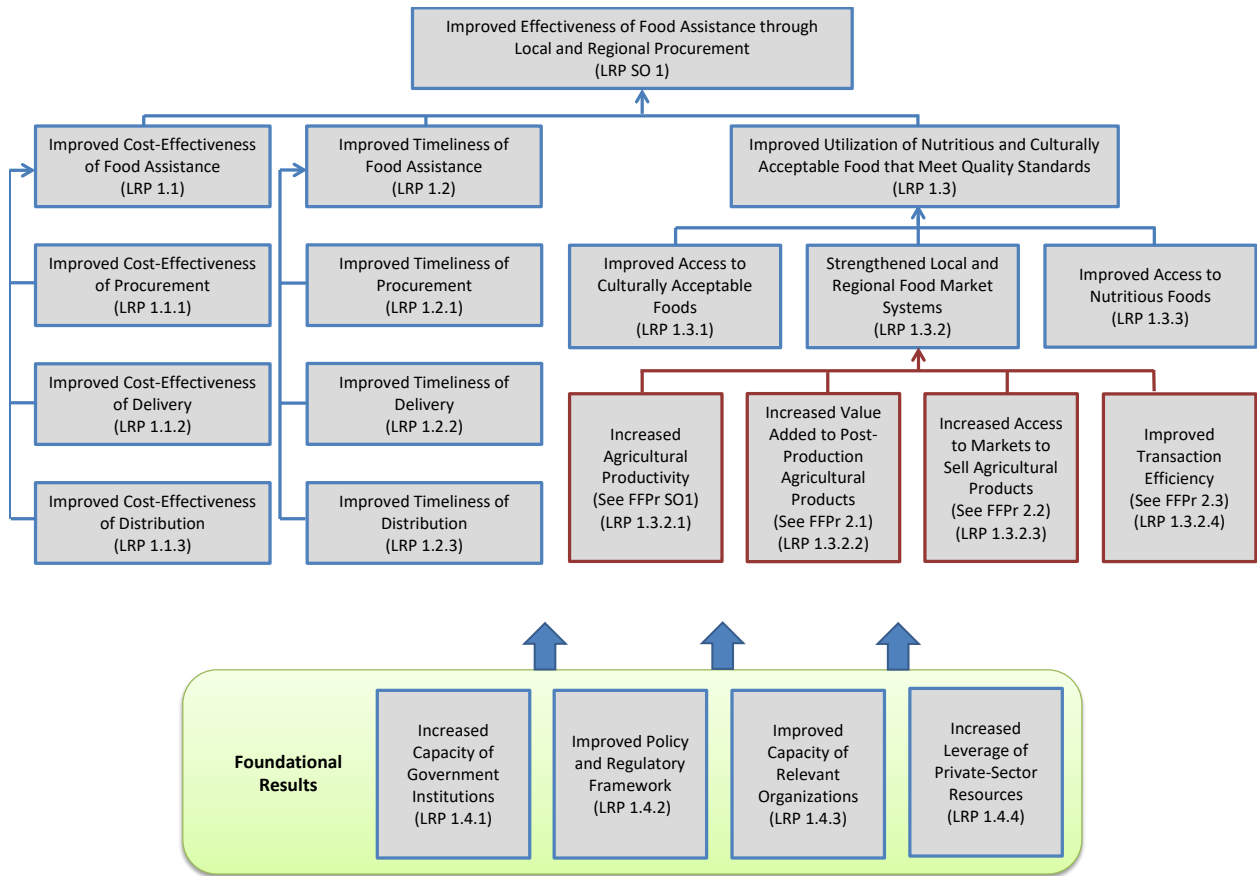 Improved Effectiveness of Food Assistance through
Local and Regional Procurement
(LRP SO 1)
Improved Cost-Effectiveness
of Food Assistance
(LRP 1.1)
Improved Timeliness of
Food Assistance
(LRP 1.2)
Improved Utilization of Nutritious and Culturally
Acceptable Food that Meet Quality Standards
(LRP 1.3)
Improved Cost-Effectiveness
of Procurement
(LRP 1.1.1)
Improved Timeliness of
Procurement
(LRP 1.2.1)
Improved Access to
Culturally Acceptable
Foods
(LRP 1.3.1)
Strengthened Local and
Regional Food Market
Systems
(LRP 1.3.2)
Improved Access to
Nutritious Foods
(LRP 1.3.3)
Improved Cost-Effectiveness
of Delivery
(LRP 1.1.2)
Improved Timeliness of
Delivery
(LRP 1.2.2)
Increased
Agricultural
Productivity
(See FFPr SO1)
(LRP 1.3.2.1)
Increased Value
Added to Post-
Production
Agricultural
Products
(See FFPr 2.1)
(LRP 1.3.2.2)
Increased Access
to Markets to
Sell Agricultural
Products
(See FFPr 2.2)
(LRP 1.3.2.3)
Improved
Transaction
Efficiency
(See FFPr 2.3)
(LRP 1.3.2.4)
Improved Cost-Effectiveness
of Distribution
(LRP 1.1.3)
Improved Timeliness of
Distribution
(LRP 1.2.3)
Foundational
Results
Increased
Capacity of
Government
Institutions
(LRP 1.4.1)
Improved Policy
and Regulatory
Framework
(LRP 1.4.2)
Improved
Capacity of
Relevant
Organizations
(LRP 1.4.3)
Increased
Leverage of
Private-Sector
Resources
(LRP 1.4.4)